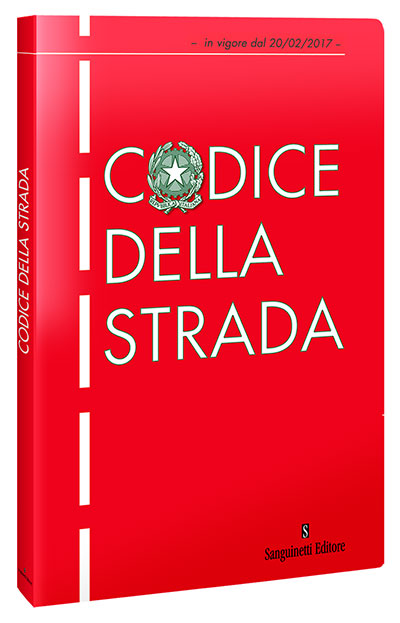 - in vigore dal 20/02/2017 -
CODICE
DELLA
STRADA
CODICE DELLA STRADA
S
Sanguinetti Editore